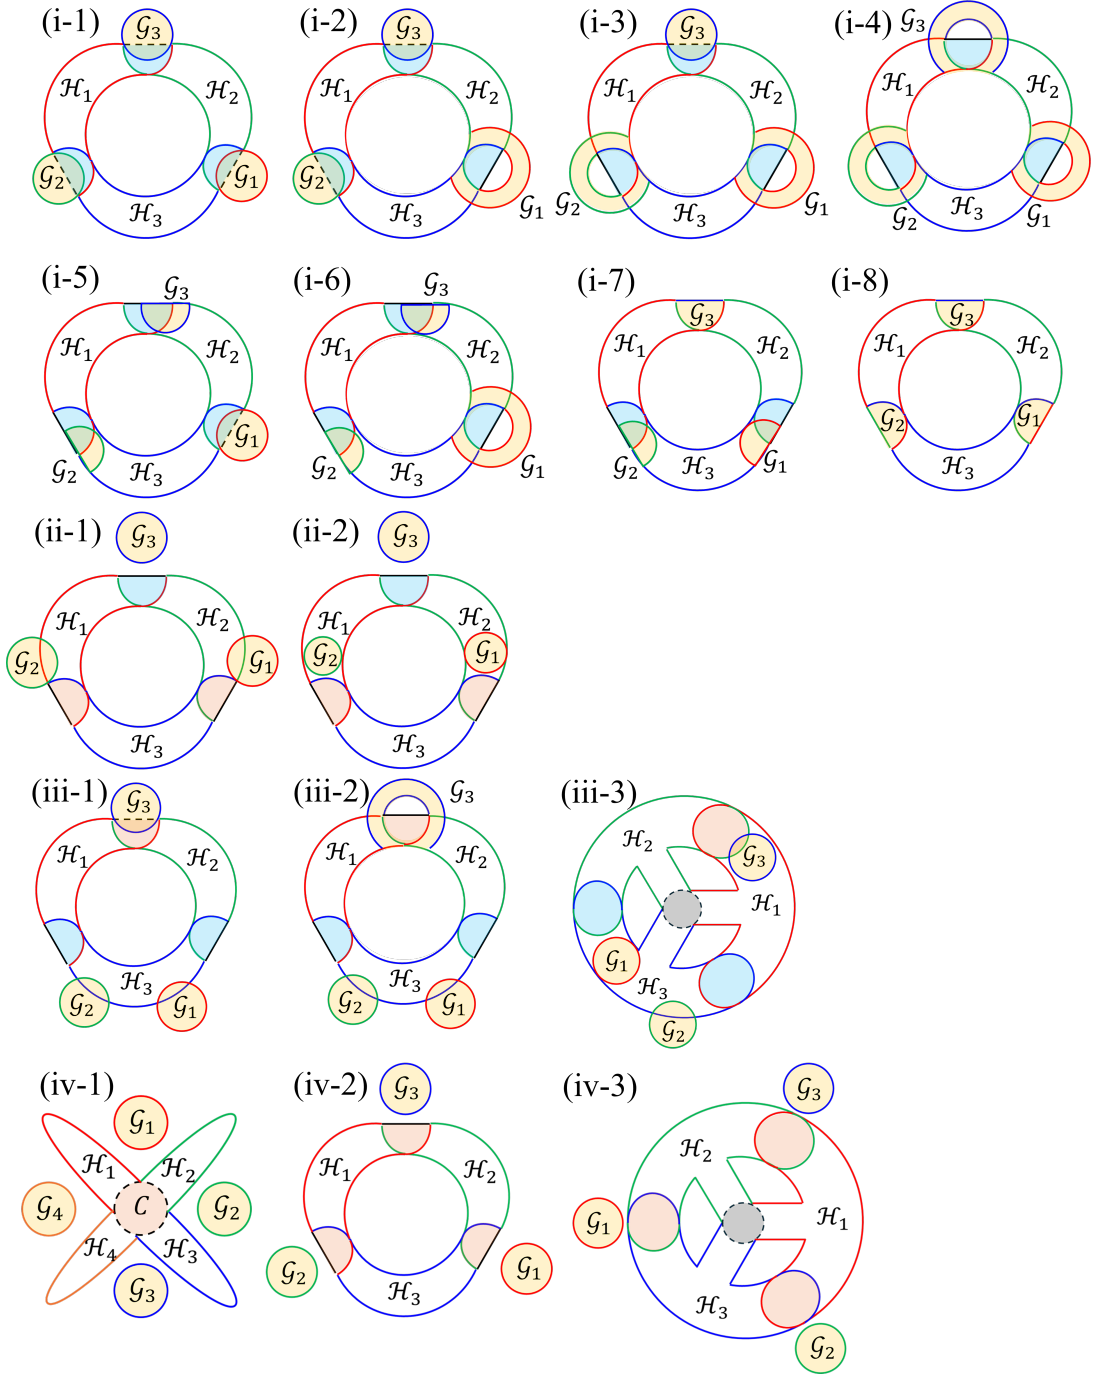 (i-1) (i-2) (i-3) (i-4)
𝒢₃ 𝒢₃ 𝒢₃ 𝒢₃
ℋ₁ ℋ₂ ℋ₁ ℋ₂ ℋ₁ ℋ₂ ℋ₁ ℋ₂
𝒢₂ 𝒢₁ 𝒢₂ 𝒢₁ 𝒢₂ 𝒢₁ 𝒢₂ 𝒢₁
ℋ₃ ℋ₃ ℋ₃ ℋ₃
(i-5) (i-6) (i-7) (i-8)
𝒢₃ 𝒢₃ 𝒢₃ 𝒢₃
ℋ₁ ℋ₂ ℋ₁ ℋ₂ ℋ₁ ℋ₂ ℋ₁ ℋ₂
𝒢₂ 𝒢₁ 𝒢₂ 𝒢₁ 𝒢₂ 𝒢₁ 𝒢₂ 𝒢₁
ℋ₃ ℋ₃ ℋ₃ ℋ₃
(ii-1) (ii-2)
𝒢₃ 𝒢₃
ℋ₁ ℋ₂ ℋ₁ ℋ₂
𝒢₂ 𝒢₁ 𝒢₂ 𝒢₁
ℋ₃ ℋ₃
(iii-1) (iii-2) (iii-3)
𝒢₃ 𝒢₃
ℋ₁ ℋ₂ ℋ₁ ℋ₂ ℋ₂ 𝒢₃
ℋ₁
ℋ₃ ℋ₃ 𝒢₁ ℋ₃
𝒢₂ 𝒢₁ 𝒢₂ 𝒢₁ 𝒢₂
(iv-1) (iv-2) (iv-3)
𝒢₁ 𝒢₃ 𝒢₃
ℋ₁ ℋ₂ ℋ₁ ℋ₂ ℋ₂
𝒢₄ C 𝒢₂ 𝒢₁ ℋ₁
ℋ₄ ℋ₃ 𝒢₂ 𝒢₁
𝒢₃ ℋ₃ ℋ₃
𝒢₂